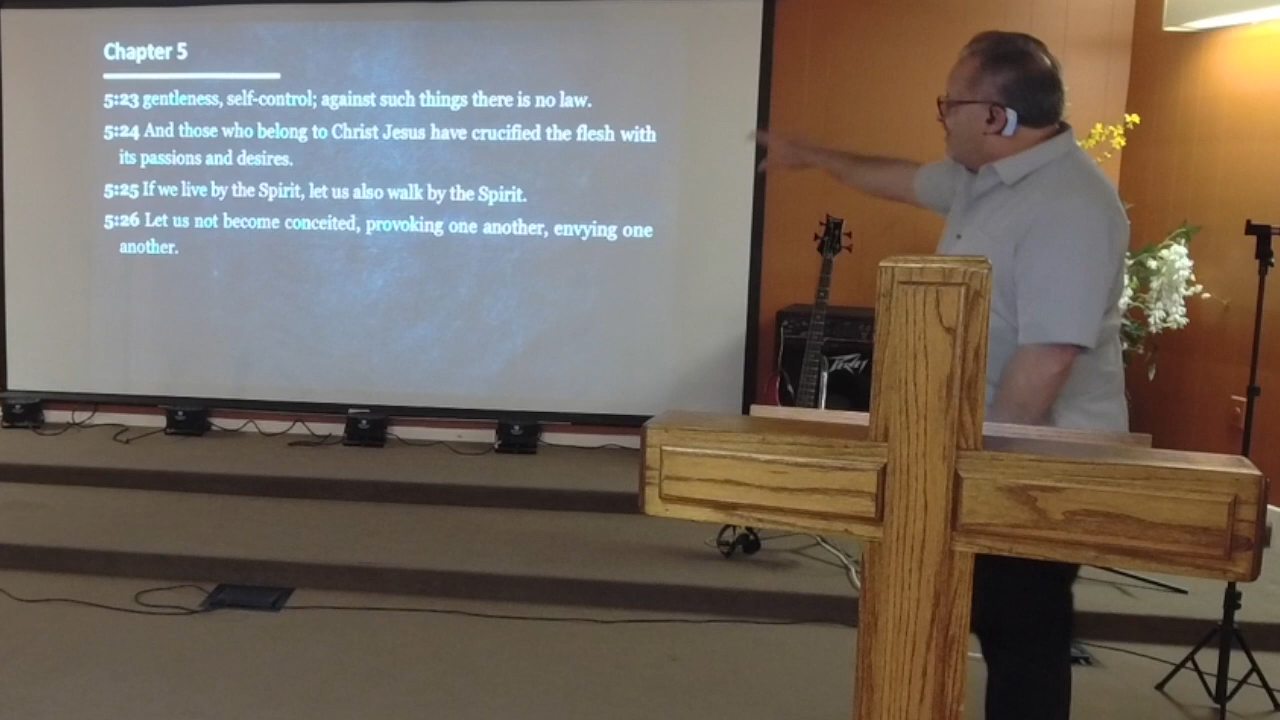 Chapter 5
5:23 gentleness, self-control; against such things there is no law.
5:24 And those who belong to Christ Jesus have crucified the flesh with
its passions and desires.
5:25 If we live by the Spirit, let us also walk by the Spirit.
5:26 Let us not become conceited, provoking one another, envying one
another.
PEAVEY